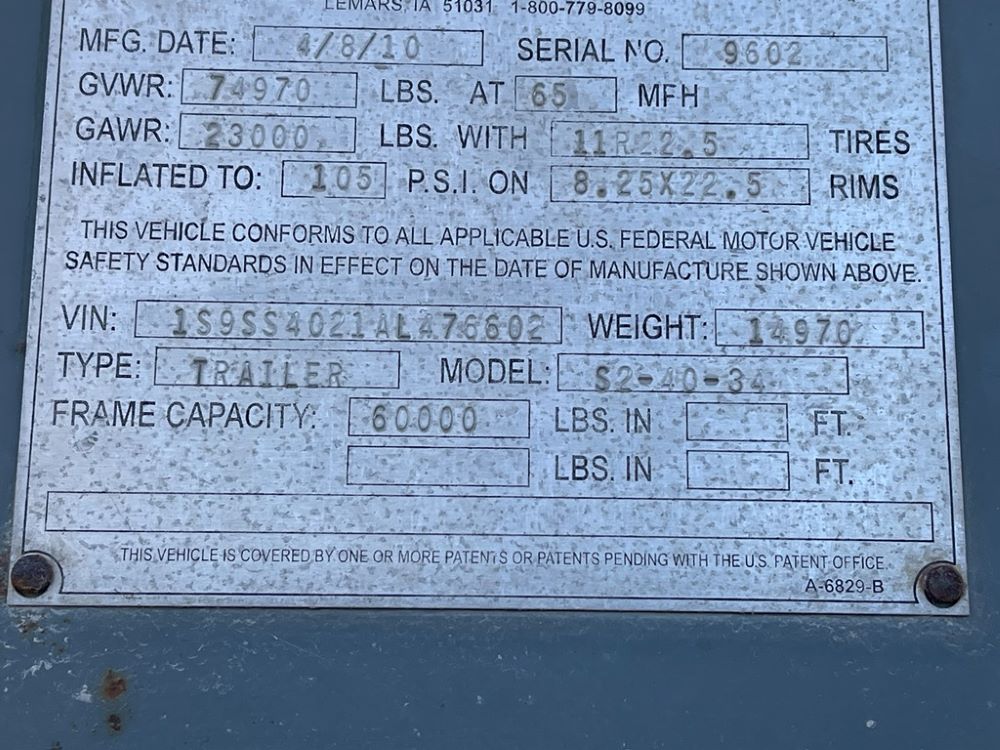 LEMARS, IA 51031 1-800-779-8099
MFG. DATE: 4/8/10 SERIAL NO. 9602
GVWR: 74970 LBS. AT 65 MPH
GAWR: 23000 LBS. WITH 11R22.5 TIRES
INFLATED TO: 105 P.S.I. ON 8.25X22.5 RIMS
THIS VEHICLE CONFORMS TO ALL APPLICABLE U.S. FEDERAL MOTOR VEHICLE
SAFETY STANDARDS IN EFFECT ON THE DATE OF MANUFACTURE SHOWN ABOVE.
VIN: 1S9SS4021AL476602 WEIGHT: 14970
TYPE: TRAILER MODEL: S2-40-34
FRAME CAPACITY: 60000 LBS. IN FT.
LBS. IN FT.
THIS VEHICLE IS COVERED BY ONE OR MORE PATENTS OR PATENTS PENDING WITH THE U.S. PATENT OFFICE.
A-6829-B